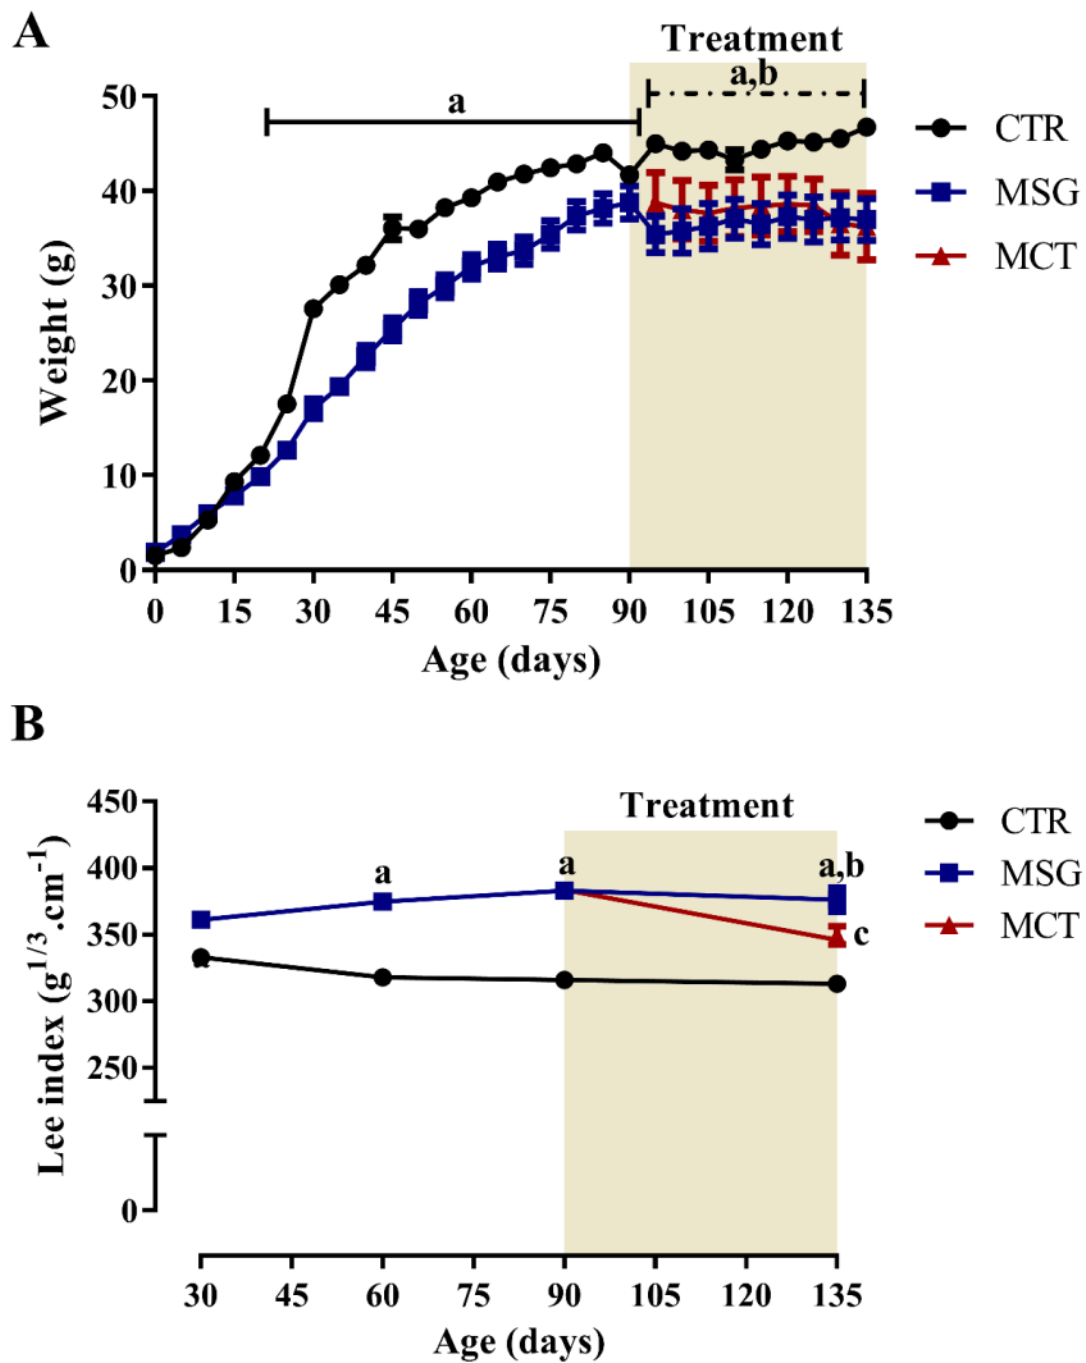 A
Treatment
a
a,b
50
40
30
20
10
0
Weight (g)
0 15 30 45 60 75 90 105 120 135
Age (days)
CTR
MSG
MCT
B
Treatment
450
400
350
300
250
0
Lee index (g^1/3.cm^-1)
a
a
a,b
c
30 45 60 75 90 105 120 135
Age (days)
CTR
MSG
MCT